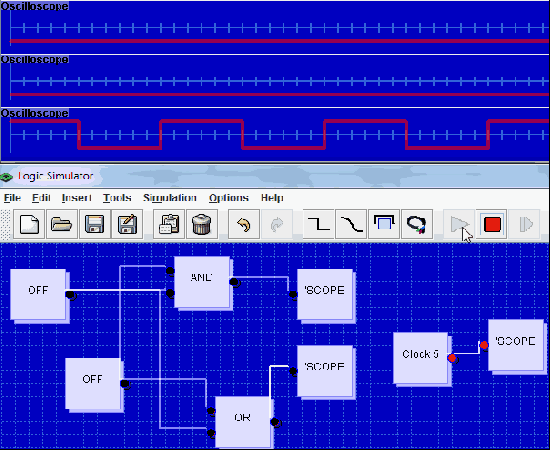 Oscilloscope
Oscilloscope
Oscilloscope
Logic Simulator
File Edit Insert Tools Simulation Options Help
OFF
AND
'SCOPE
'SCOPE
Clock 5
'SCOPE
OFF
OR